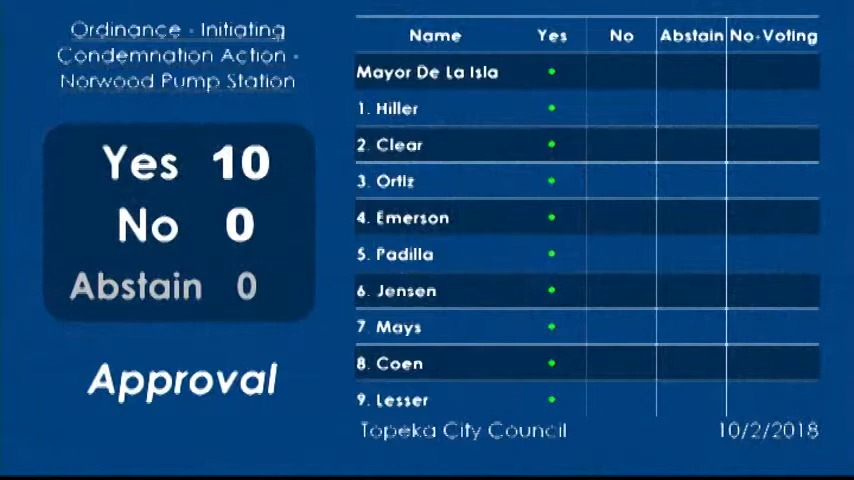 Ordinance - Initiating
Condemnation Action -
Norwood Pump Station
Yes 10
No 0
Abstain 0
Approval
Name Yes No Abstain No-Voting
Mayor De La Isla
1. Hiller
2. Clear
3. Ortiz
4. Emerson
5. Padilla
6. Jensen
7. Mays
8. Coen
9. Lesser
Topeka City Council 10/2/2018